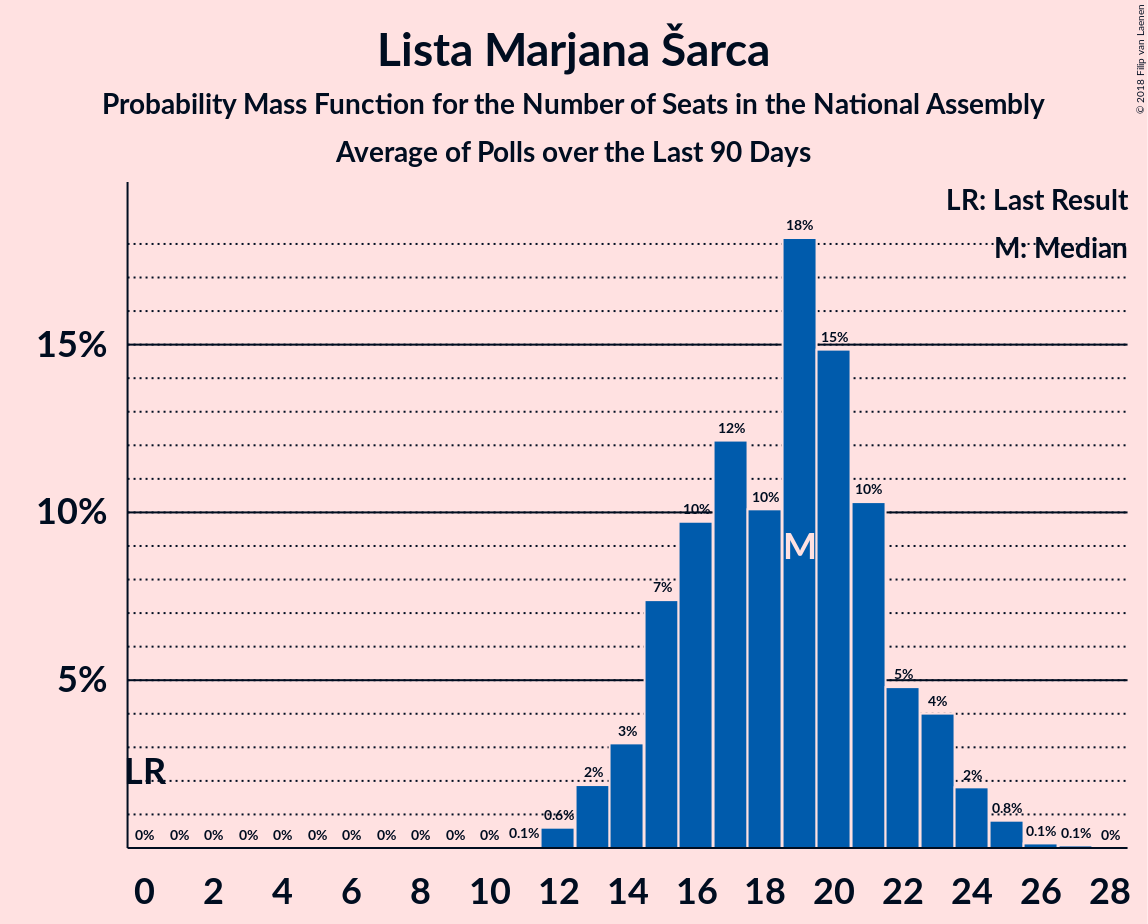 Lista Marjana Šarca
Probability Mass Function for the Number of Seats in the National Assembly
Average of Polls over the Last 90 Days
© 2018 Filip van Laenen
LR: Last Result
M: Median
15%
10%
5%
LR
M
0% 0% 0% 0% 0% 0% 0% 0% 0% 0% 0% 0.1% 0.6% 2% 3% 7% 10% 12% 10% 18% 15% 10% 5% 4% 2% 0.8% 0.1% 0.1% 0%
0 2 4 6 8 10 12 14 16 18 20 22 24 26 28